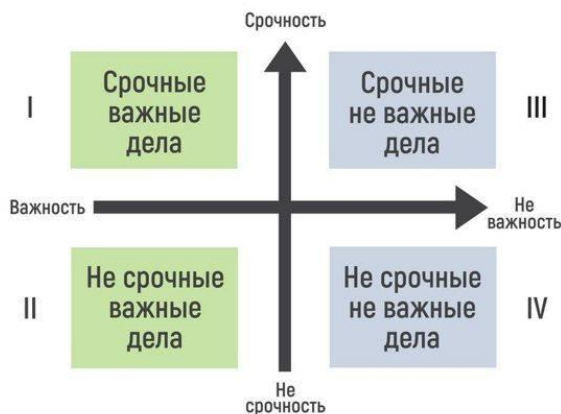 Срочность
I
Срочные
важные
дела
Срочные
не важные
дела
III
Важность
Не
важность
II
Не срочные
важные
дела
Не срочные
не важные
дела
IV
Не
срочность